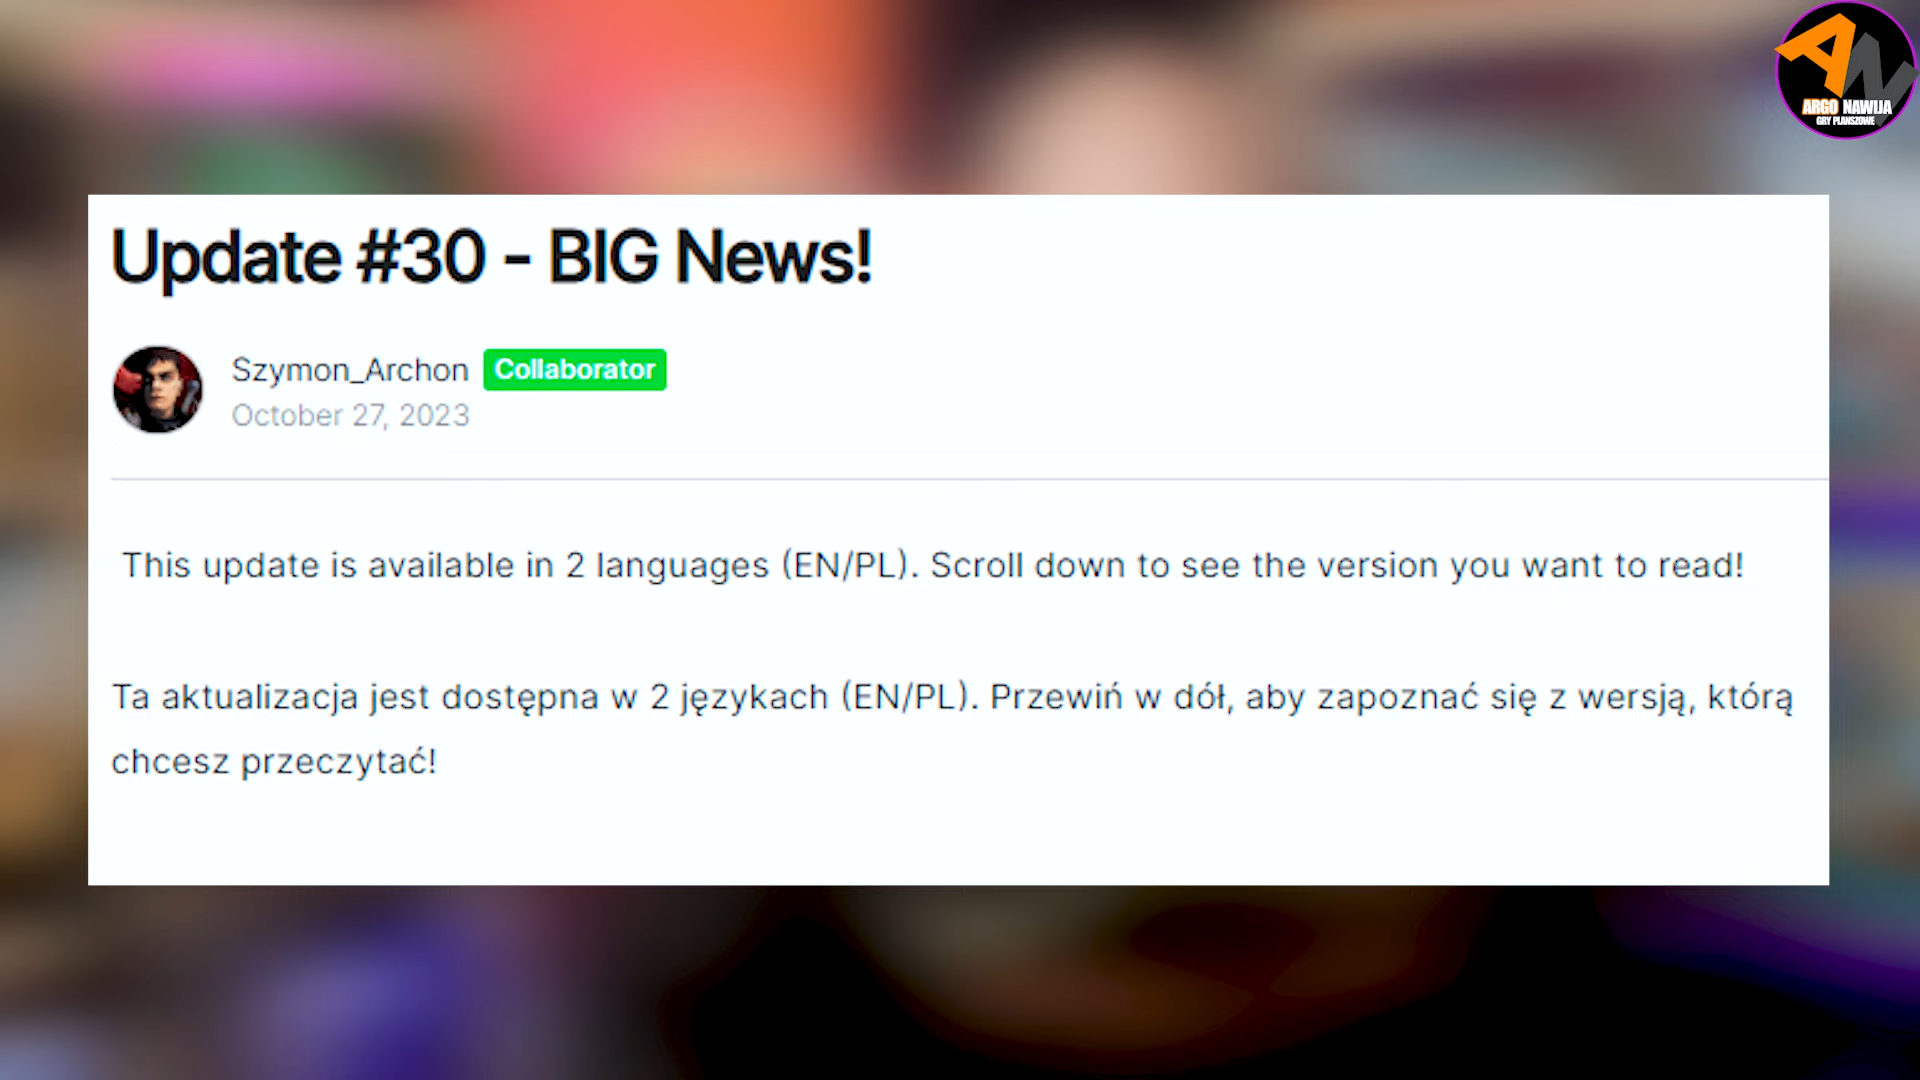 ARGO NAWIJA
GRY PLANSZOWE
Update #30 - BIG News!
Szymon_Archon Collaborator
October 27, 2023
This update is available in 2 languages (EN/PL). Scroll down to see the version you want to read!
Ta aktualizacja jest dostępna w 2 językach (EN/PL). Przewiń w dół, aby zapoznać się z wersją, którą
chcesz przeczytać!